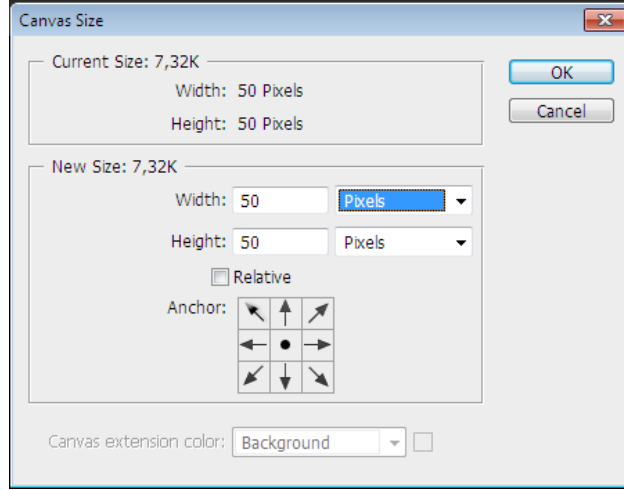 Canvas Size
Current Size: 7,32K
Width: 50 Pixels
Height: 50 Pixels
OK
Cancel
New Size: 7,32K
Width: 50 Pixels
Height: 50 Pixels
Relative
Anchor:
Canvas extension color: Background